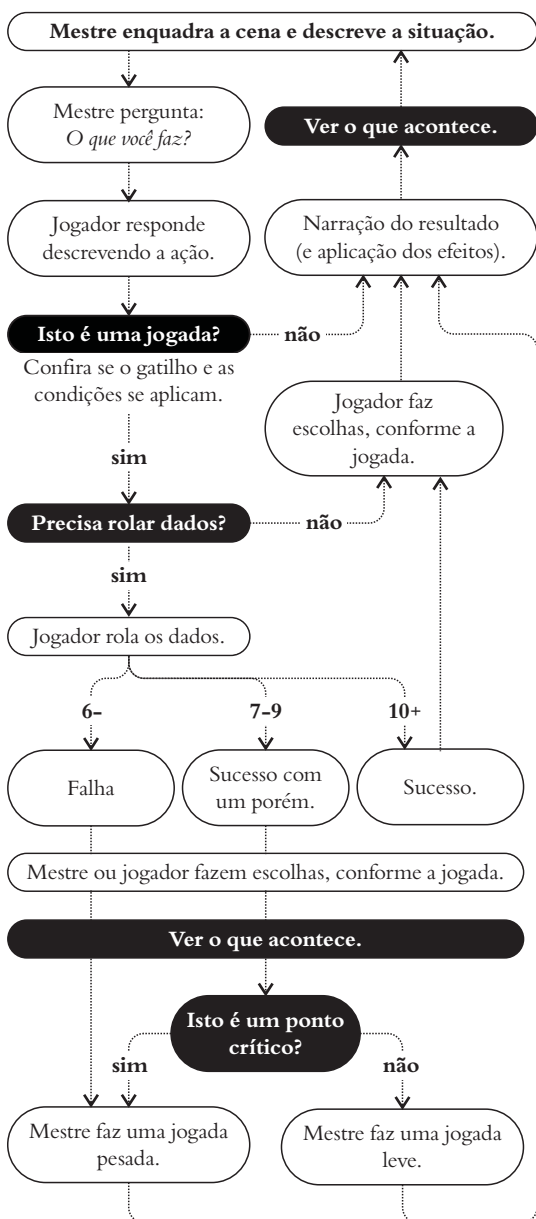 Mestre enquadra a cena e descreve a situação.
Mestre pergunta:
O que você faz?
Ver o que acontece.
Jogador responde
descrevendo a ação.
Narração do resultado
(e aplicação dos efeitos).
Isto é uma jogada?
não
Confira se o gatilho e as
condições se aplicam.
Jogador faz
escolhas, conforme a
jogada.
sim
Precisa rolar dados?
não
sim
Jogador rola os dados.
6-
7-9
10+
Falha
Sucesso com
um porém.
Sucesso.
Mestre ou jogador fazem escolhas, conforme a jogada.
Ver o que acontece.
Isto é um ponto
crítico?
sim
não
Mestre faz uma jogada
pesada.
Mestre faz uma jogada
leve.